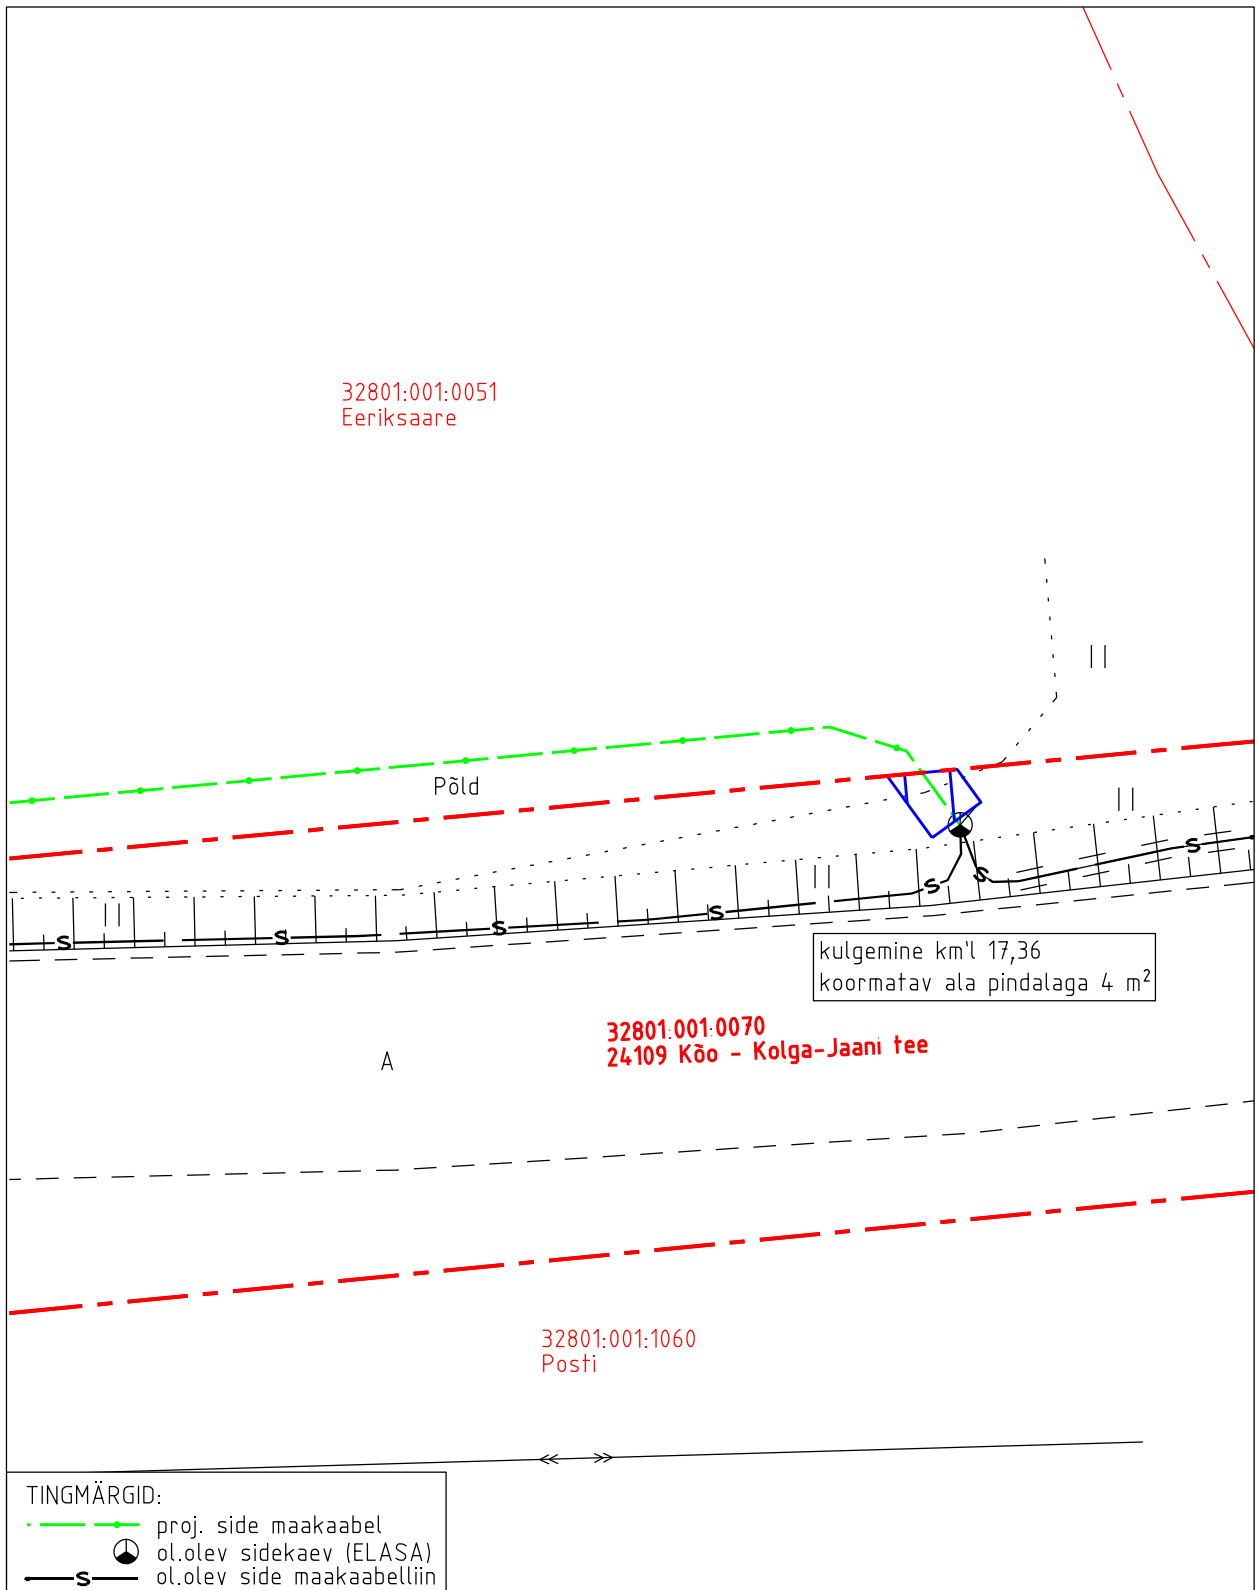 32801:001:0051
Eeriksaare
Põld
S
S
S
S
S
S
S
kulgemine km'l 17,36
koormatav ala pindalaga 4 m²
32801:001:0070
24109 Kõo - Kolga-Jaani tee
A
32801:001:1060
Posti
TINGMÄRGID:
proj. side maakaabel
ol.olev sidekaev (ELASA)
S ol.olev side maakaabelliin